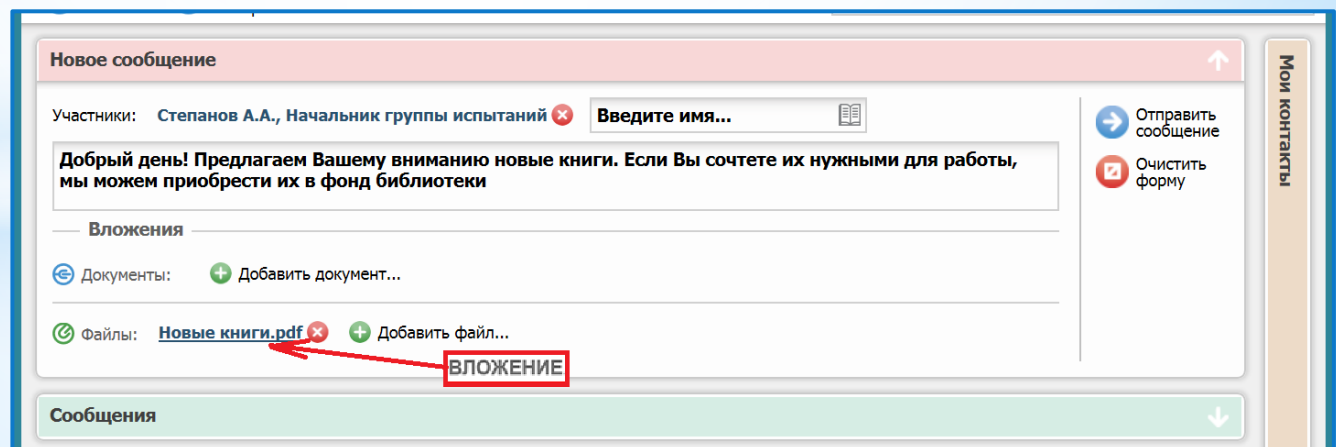 Новое сообщение
Участники: Степанов А.А., Начальник группы испытаний Введите имя...
Добрый день! Предлагаем Вашему вниманию новые книги. Если Вы сочтете их нужными для работы,
мы можем приобрести их в фонд библиотеки
Вложения
Документы: Добавить документ...
Файлы: Новые книги.pdf Добавить файл...
ВЛОЖЕНИЕ
Отправить
сообщение
Очистить
форму
Сообщения
Мои контакты